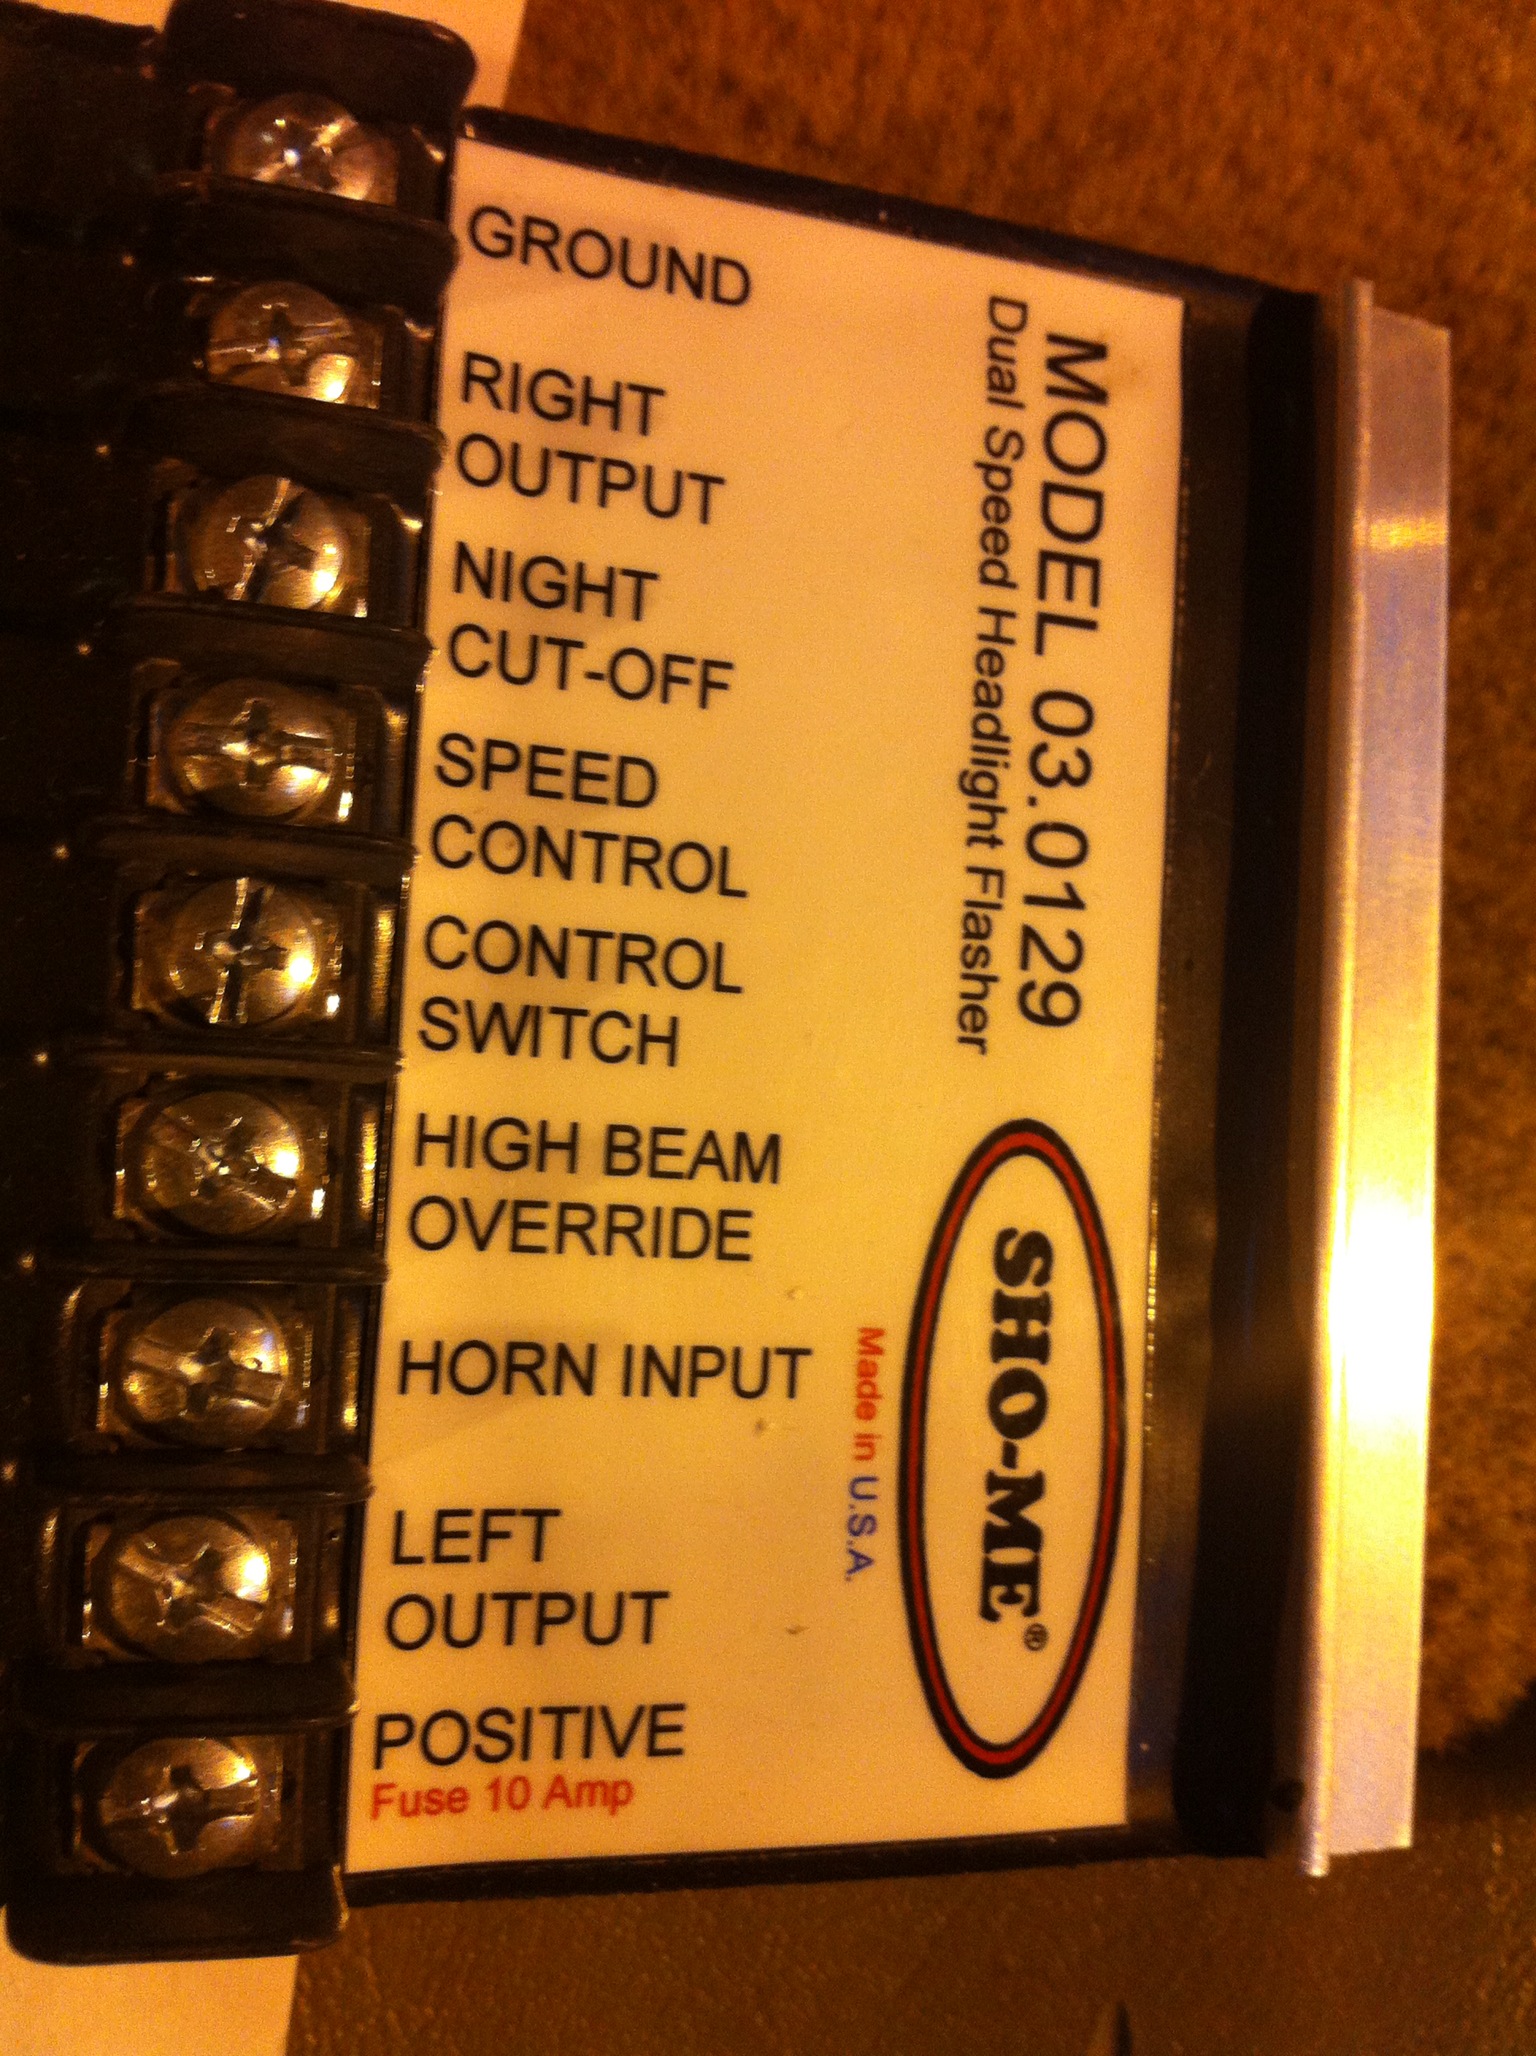 GROUND
RIGHT
OUTPUT
NIGHT
CUT-OFF
SPEED
CONTROL
CONTROL
SWITCH
HIGH BEAM
OVERRIDE
HORN INPUT
LEFT
OUTPUT
POSITIVE
Fuse 10 Amp
MODEL 03.0129
Dual Speed Headlight Flasher
SHO-ME®
Made in U.S.A.